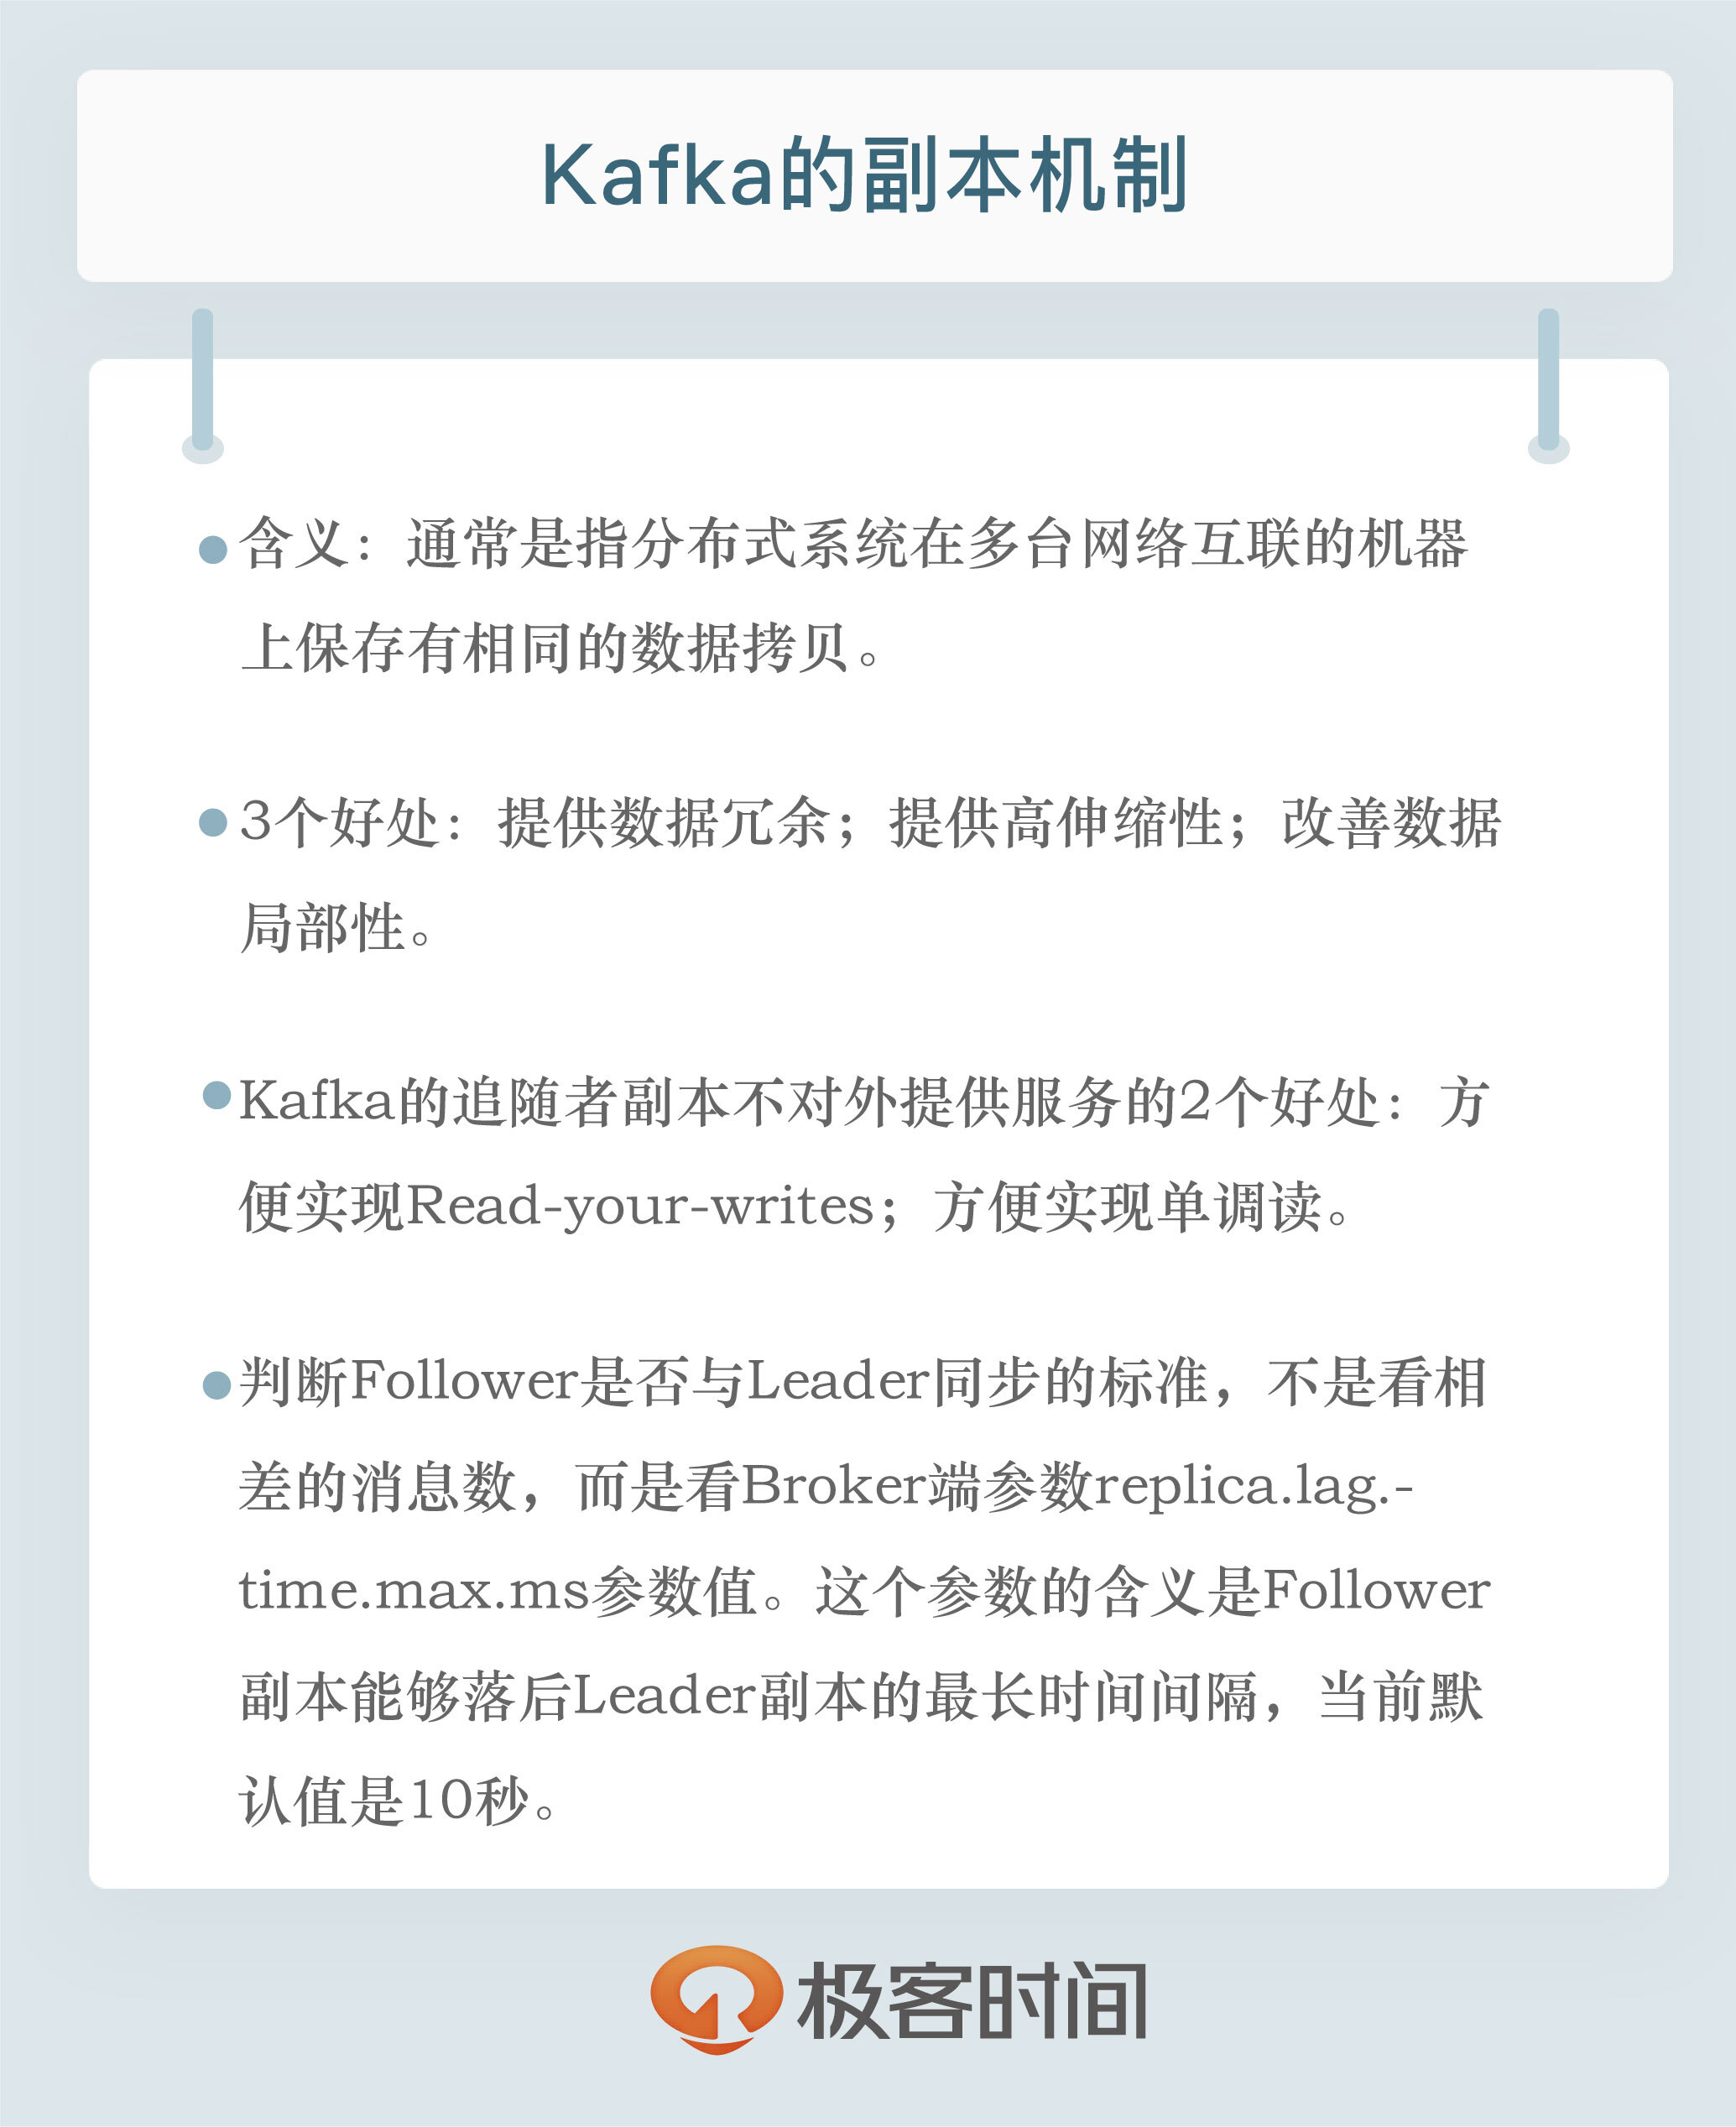 Kafka的副本机制
含义：通常是指分布式系统在多台网络互联的机器
上保存有相同的数据拷贝。
3个好处：提供数据冗余；提供高伸缩性；改善数据
局部性。
Kafka的追随者副本不对外提供服务的2个好处：方
便实现Read-your-writes；方便实现单调读。
判断Follower是否与Leader同步的标准，不是看相
差的消息数，而是看Broker端参数replica.lag.-
time.max.ms参数值。这个参数的含义是Follower
副本能够落后Leader副本的最长时间间隔，当前默
认值是10秒。
极客时间